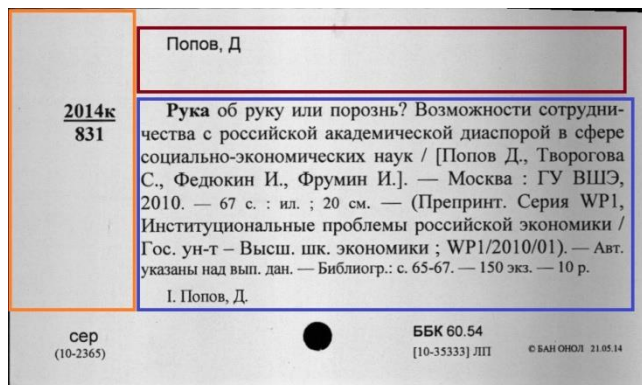 Попов, Д
2014к
831
Рука об руку или порознь? Возможности сотрудни-
чества с российской академической диаспорой в сфере
социально-экономических наук / [Попов Д., Творогова
С., Федюкин И., Фрумин И.]. — Москва : ГУ ВШЭ,
2010. — 67 с. : ил. ; 20 см. — (Препринт. Серия WP1,
Институциональные проблемы российской экономики /
Гос. ун-т – Высш. шк. экономики ; WP1/2010/01). — Авт.
указаны над вып. дан. — Библиогр.: с. 65-67. — 150 экз. — 10 р.
I. Попов, Д.
сер
(10-2365)
ББК 60.54
[10-35333] ЛП
© БАН ОНОЛ 21.05.14